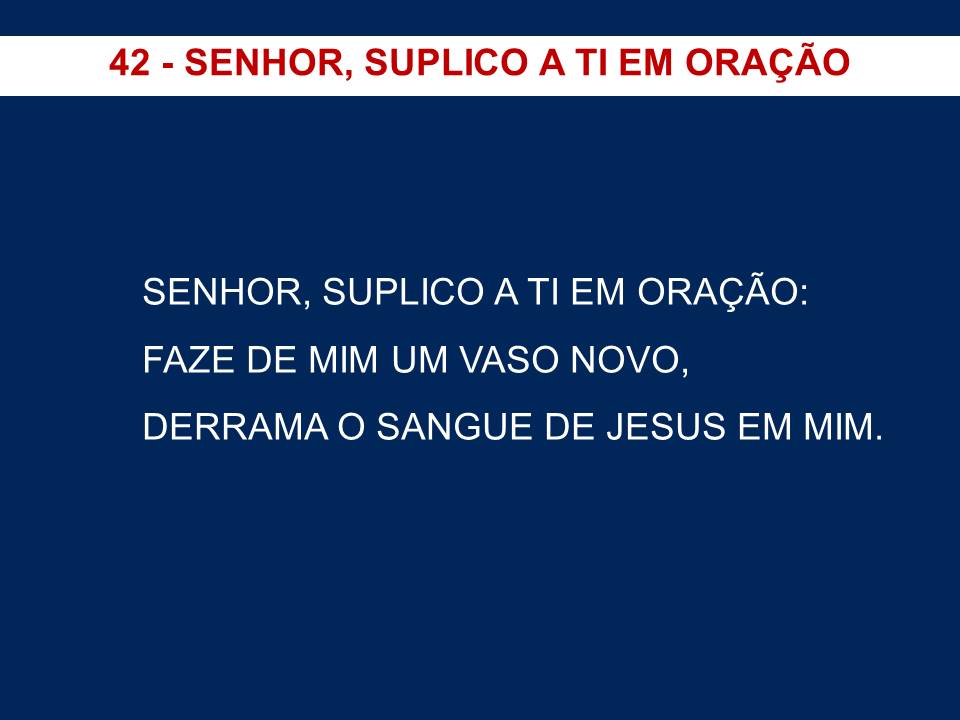 42 - SENHOR, SUPLICO A TI EM ORAÇÃO
SENHOR, SUPLICO A TI EM ORAÇÃO:
FAZE DE MIM UM VASO NOVO,
DERRAMA O SANGUE DE JESUS EM MIM.